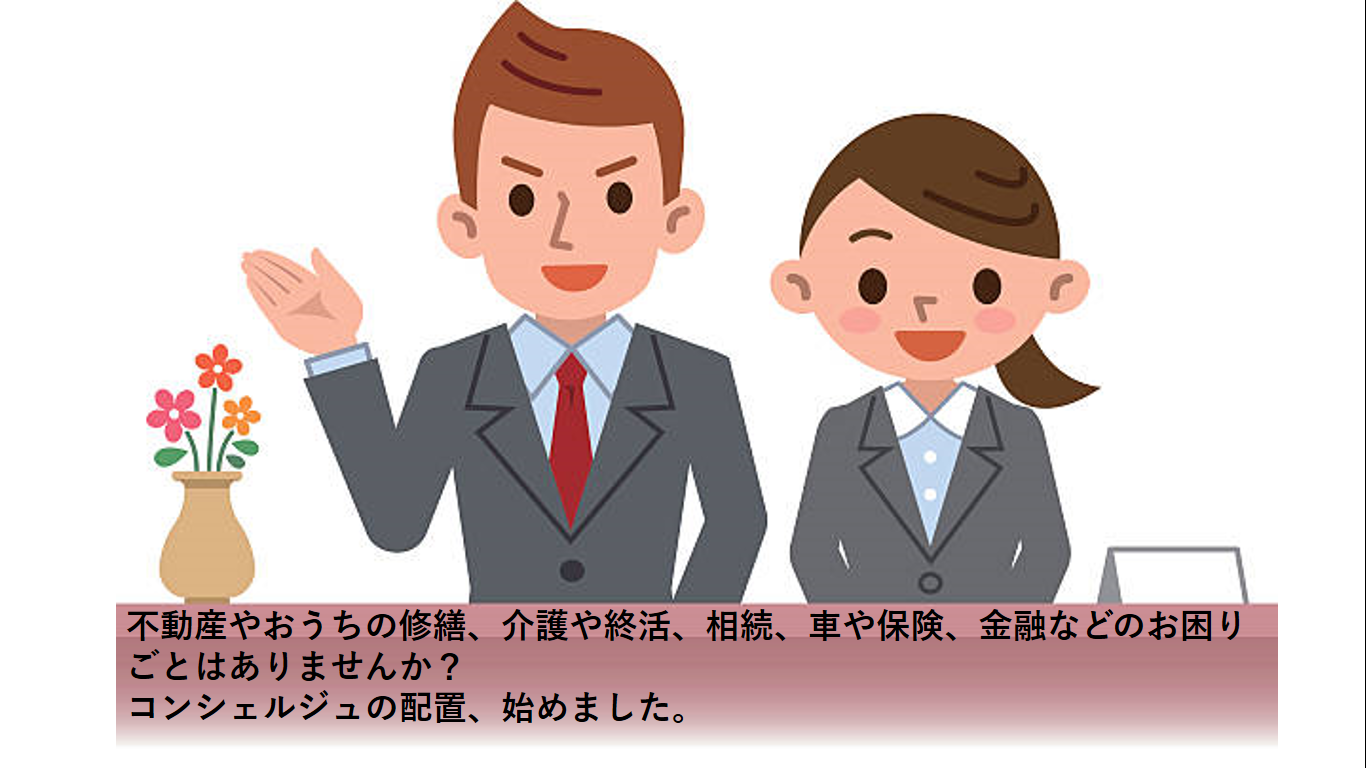 不動産やおうちの修繕、介護や終活、相続、車や保険、金融などのお困り
ごとはありませんか？
コンシェルジュの配置、始めました。